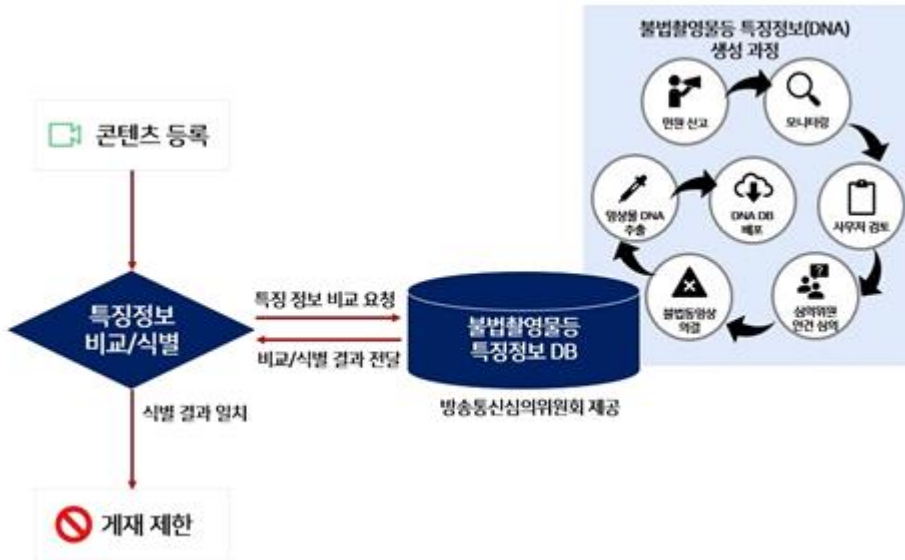 불법촬영물등 특징정보(DNA)
생성 과정
민원 신고
모니터링
사무처 검토
심의위원
안건 심의
불법동영상
의결
영상물 DNA
추출
DNA DB
배포
콘텐츠 등록
특징정보
비교/식별
특징 정보 비교 요청
비교/식별 결과 전달
불법촬영물등
특징정보 DB
방송통신심의위원회 제공
식별 결과 일치
게재 제한